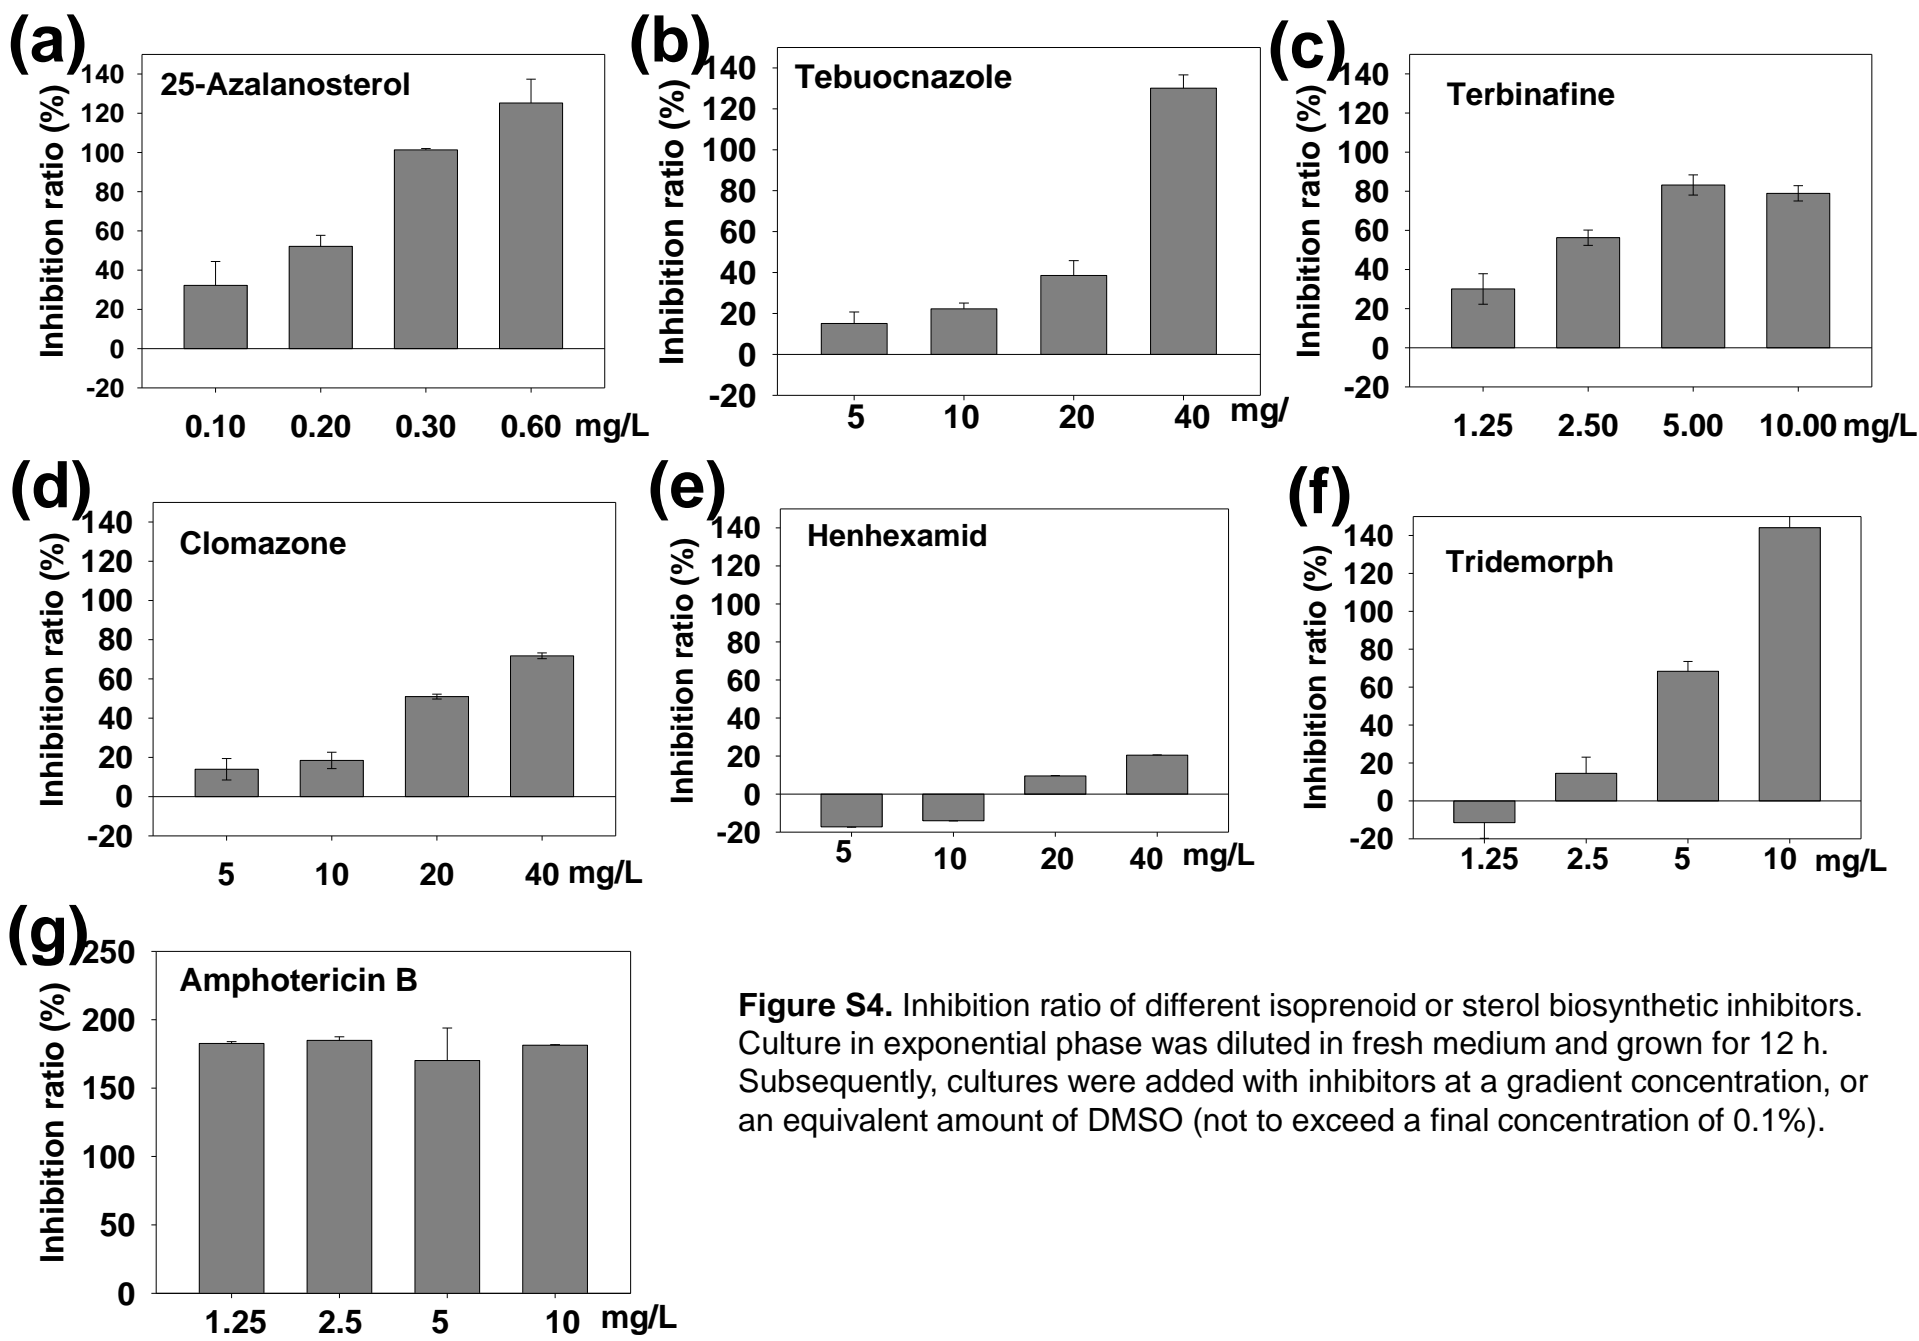 (a)
25-Azalanosterol
Inhibition ratio (%)
140
120
100
80
60
40
20
0
-20
0.10 0.20 0.30 0.60 mg/L
(b)
Tebuocnazole
Inhibition ratio (%)
140
120
100
80
60
40
20
0
-20
5 10 20 40 mg/
(c)
Terbinafine
Inhibition ratio (%)
140
120
100
80
60
40
20
0
-20
1.25 2.50 5.00 10.00 mg/L
(d)
Clomazone
Inhibition ratio (%)
140
120
100
80
60
40
20
0
-20
5 10 20 40 mg/L
(e)
Henhexamid
Inhibition ratio (%)
140
120
100
80
60
40
20
0
-20
5 10 20 40 mg/L
(f)
Tridemorph
Inhibition ratio (%)
140
120
100
80
60
40
20
0
-20
1.25 2.5 5 10 mg/L
(g)
Amphotericin B
Inhibition ratio (%)
250
200
150
100
50
0
1.25 2.5 5 10 mg/L
Figure S4. Inhibition ratio of different isoprenoid or sterol biosynthetic inhibitors.
Culture in exponential phase was diluted in fresh medium and grown for 12 h.
Subsequently, cultures were added with inhibitors at a gradient concentration, or
an equivalent amount of DMSO (not to exceed a final concentration of 0.1%).